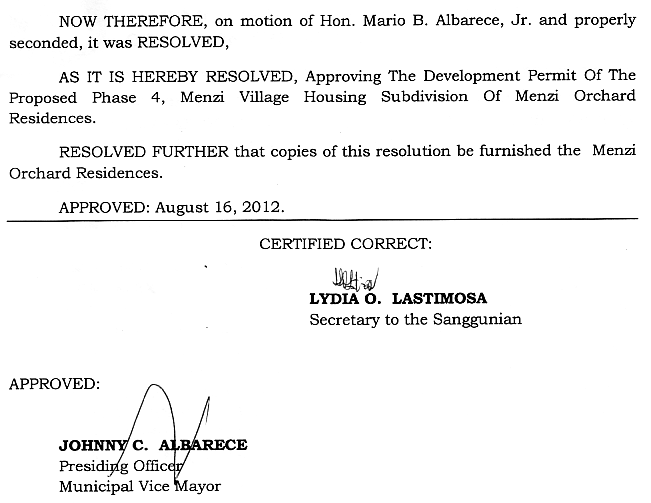 NOW THEREFORE, on motion of Hon. Mario B. Albarece, Jr. and properly
seconded, it was RESOLVED,
AS IT IS HEREBY RESOLVED, Approving The Development Permit Of The
Proposed Phase 4, Menzi Village Housing Subdivision Of Menzi Orchard
Residences.
RESOLVED FURTHER that copies of this resolution be furnished the Menzi
Orchard Residences.
APPROVED: August 16, 2012.
CERTIFIED CORRECT:
LYDIA O. LASTIMOSA
Secretary to the Sanggunian
APPROVED:
JOHNNY C. ALBARECE
Presiding Officer
Municipal Vice Mayor